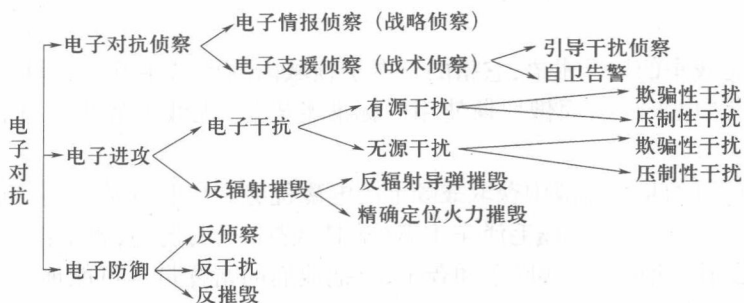 电子对抗
电子对抗侦察
电子情报侦察（战略侦察）
电子支援侦察（战术侦察）
引导干扰侦察
自卫告警
电子进攻
电子干抗
有源干扰
欺骗性干扰
压制性干扰
无源干扰
欺骗性干扰
压制性干扰
反辐射摧毁
反辐射导弹摧毁
精确定位火力摧毁
电子防御
反侦察
反干扰
反摧毁